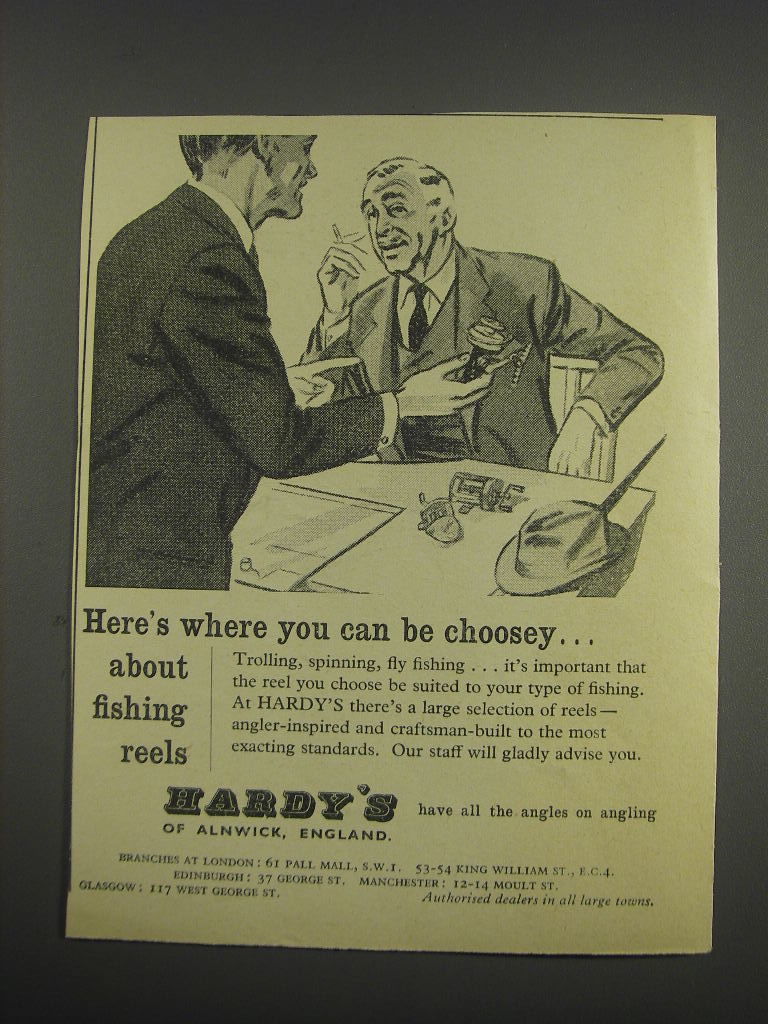 Here's where you can be choosey...
about
fishing
reels
Trolling, spinning, fly fishing . . . it's important that
the reel you choose be suited to your type of fishing.
At HARDY'S there's a large selection of reels—
angler-inspired and craftsman-built to the most
exacting standards. Our staff will gladly advise you.
HARDY'S
OF ALNWICK, ENGLAND.
have all the angles on angling
BRANCHES AT LONDON: 61 PALL MALL, S.W.1. 53-54 KING WILLIAM ST., E.C.4.
EDINBURGH: 37 GEORGE ST. MANCHESTER: 12-14 MOULT ST.
GLASGOW: 117 WEST GEORGE ST.
Authorised dealers in all large towns.